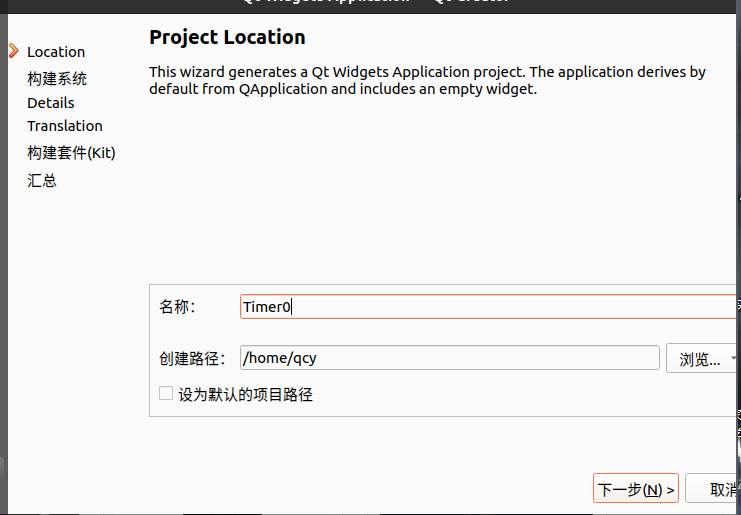 Project Location
Location
构建系统
Details
Translation
构建套件(Kit)
汇总
This wizard generates a Qt Widgets Application project. The application derives by
default from QApplication and includes an empty widget.
名称：
Timer0
创建路径：
/home/qcy
浏览...
设为默认的项目路径
下一步(N) >
取消